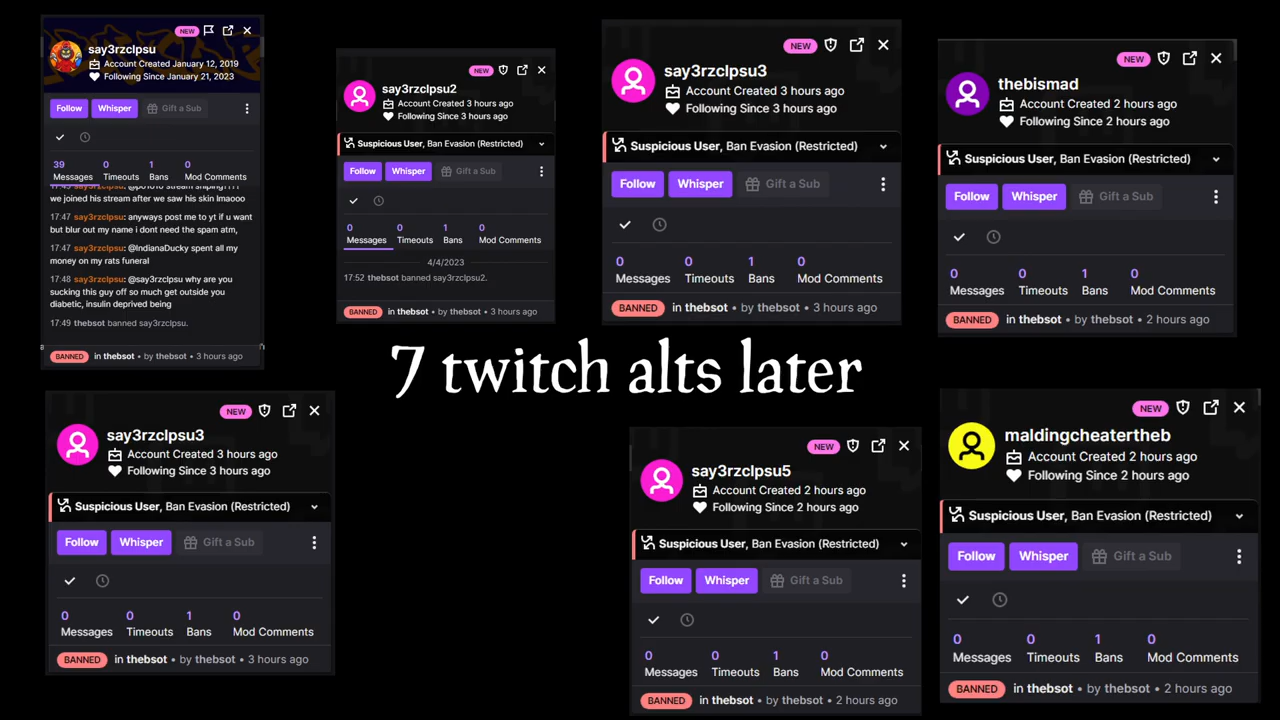 NEW
say3rzclpsu
Account Created January 12, 2019
Following Since January 21, 2023
Follow Whisper Gift a Sub
39 0 1 0
Messages Timeouts Bans Mod Comments
17:45 say3rzclpsu: @po1o1o stream sniping????
we joined his stream after we saw his skin lmaooo
17:47 say3rzclpsu: anyways post me to yt if u want
but blur out my name i dont need the spam atm,
17:47 say3rzclpsu: @IndianaDucky spent all my
money on my rats funeral
17:48 say3rzclpsu: @say3rzclpsu why are you
sucking this guy off so much get outside you
diabetic, insulin deprived being
17:49 thebsot banned say3rzclpsu.
BANNED in thebsot • by thebsot • 3 hours ago
NEW
say3rzclpsu2
Account Created 3 hours ago
Following Since 3 hours ago
Suspicious User, Ban Evasion (Restricted)
Follow Whisper Gift a Sub
0 0 1 0
Messages Timeouts Bans Mod Comments
4/4/2023
17:52 thebsot banned say3rzclpsu2.
BANNED in thebsot • by thebsot • 3 hours ago
NEW
say3rzclpsu3
Account Created 3 hours ago
Following Since 3 hours ago
Suspicious User, Ban Evasion (Restricted)
Follow Whisper Gift a Sub
0 0 1 0
Messages Timeouts Bans Mod Comments
BANNED in thebsot • by thebsot • 3 hours ago
NEW
thebismad
Account Created 2 hours ago
Following Since 2 hours ago
Suspicious User, Ban Evasion (Restricted)
Follow Whisper Gift a Sub
0 0 1 0
Messages Timeouts Bans Mod Comments
BANNED in thebsot • by thebsot • 2 hours ago
7 twitch alts later
NEW
say3rzclpsu3
Account Created 3 hours ago
Following Since 3 hours ago
Suspicious User, Ban Evasion (Restricted)
Follow Whisper Gift a Sub
0 0 1 0
Messages Timeouts Bans Mod Comments
BANNED in thebsot • by thebsot • 3 hours ago
NEW
say3rzclpsu5
Account Created 2 hours ago
Following Since 2 hours ago
Suspicious User, Ban Evasion (Restricted)
Follow Whisper Gift a Sub
0 0 1 0
Messages Timeouts Bans Mod Comments
BANNED in thebsot • by thebsot • 2 hours ago
NEW
maldingcheatertheb
Account Created 2 hours ago
Following Since 2 hours ago
Suspicious User, Ban Evasion (Restricted)
Follow Whisper Gift a Sub
0 0 1 0
Messages Timeouts Bans Mod Comments
BANNED in thebsot • by thebsot • 2 hours ago